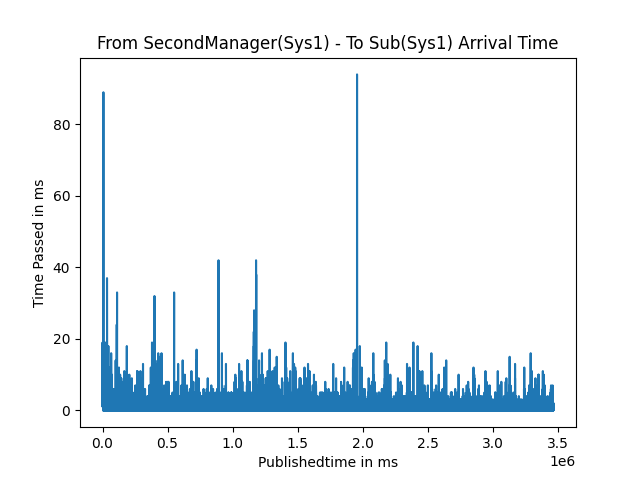 From SecondManager(Sys1) - To Sub(Sys1) Arrival Time
80
60
40
20
0
Time Passed in ms
0.0 0.5 1.0 1.5 2.0 2.5 3.0 3.5
1e6
Publishedtime in ms